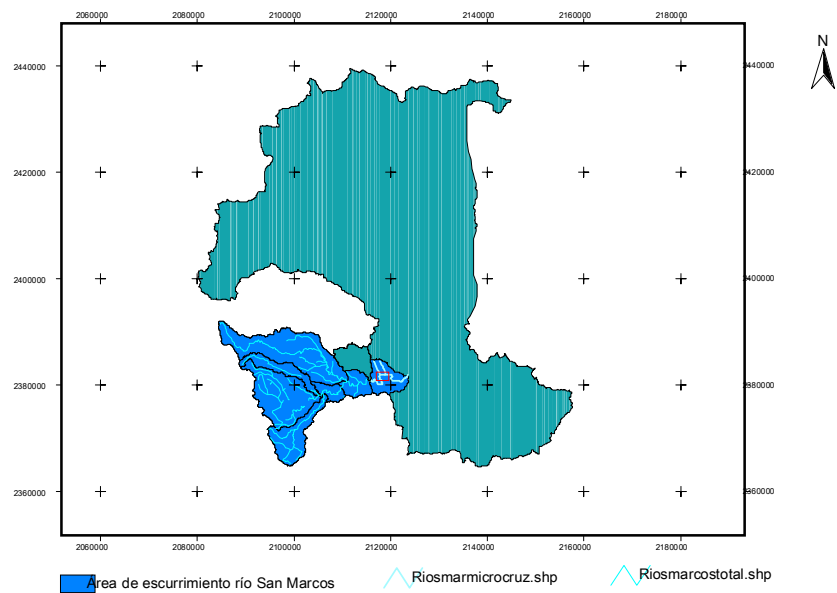 2060000 2080000 2100000 2120000 2140000 2160000 2180000
N
2440000 2440000
2420000 2420000
2400000 2400000
2380000 2380000
2360000 2360000
2060000 2080000 2100000 2120000 2140000 2160000 2180000
Área de escurrimiento río San Marcos Riosmarmicrocruz.shp Riosmarcostotal.shp